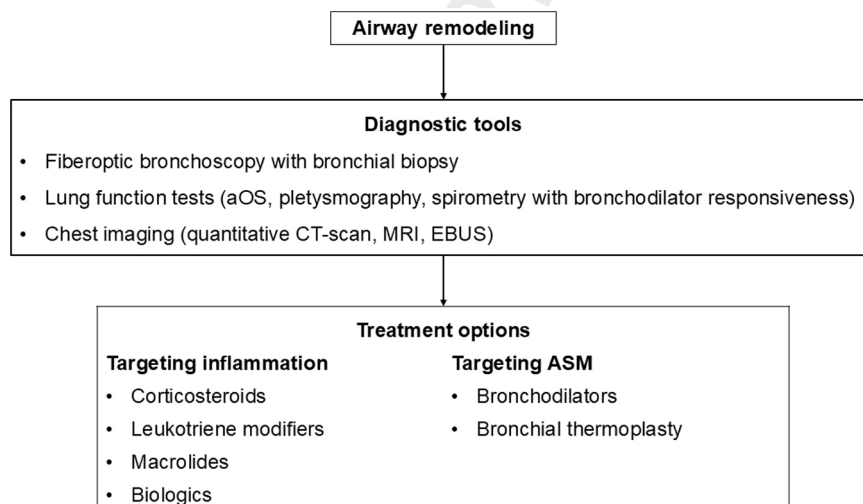 Airway remodeling
Diagnostic tools
• Fiberoptic bronchoscopy with bronchial biopsy
• Lung function tests (aOS, pletysmography, spirometry with bronchodilator responsiveness)
• Chest imaging (quantitative CT-scan, MRI, EBUS)
Treatment options
Targeting inflammation
• Corticosteroids
• Leukotriene modifiers
• Macrolides
• Biologics
Targeting ASM
• Bronchodilators
• Bronchial thermoplasty